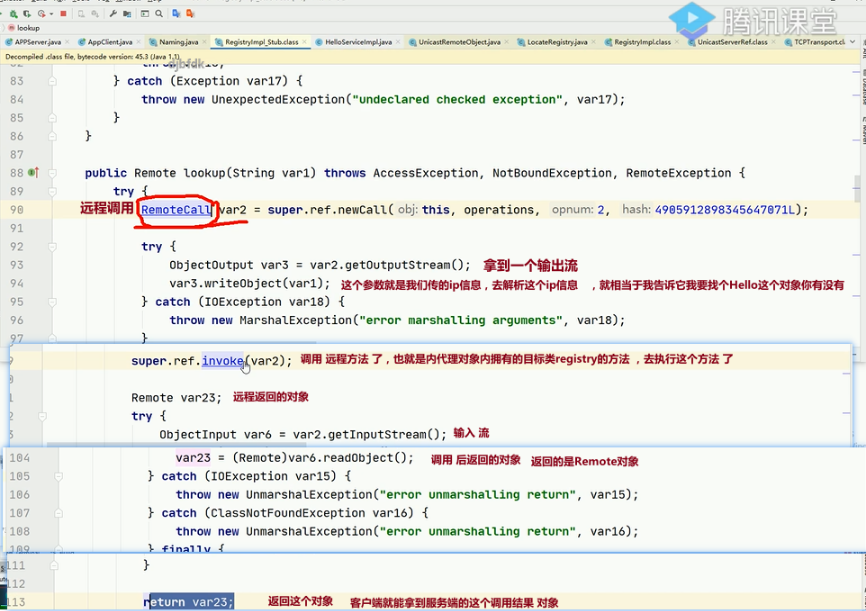 lookup
APPServer.java AppClient.java Naming.java RegistryImpl_Stub.class HelloServiceImpl.java UnicastRemoteObject.java LocateRegistry.java RegistryImpl.class UnicastServerRef.class TCPTransport.cl
腾讯课堂
Decompiled .class file, bytecode version: 45.3 (Java 1.1)
djbfdk
83 } catch (Exception var17) {
84 throw new UnexpectedException("undeclared checked exception", var17);
85 }
86 }
87
88 public Remote lookup(String var1) throws AccessException, NotBoundException, RemoteException {
89 try {
90 远程调用 RemoteCall var2 = super.ref.newCall( obj: this, operations, opnum: 2, hash: 4905912898345647071L);
91
92 try {
93 ObjectOutput var3 = var2.getOutputStream(); 拿到一个输出流
94 var3.writeObject(var1); 这个参数就是我们传的ip信息，去解析这个ip信息 ，就相当于我告诉它我要找个Hello这个对象你有没有
95 } catch (IOException var18) {
96 throw new MarshalException("error marshalling arguments", var18);
97 }
super.ref.invoke(var2); 调用 远程方法 了，也就是内代理对象内拥有的目标类registry的方法 ，去执行这个方法 了
Remote var23; 远程返回的对象
try {
ObjectInput var6 = var2.getInputStream(); 输入 流
104 var23 = (Remote)var6.readObject(); 调用 后返回的对象 返回的是Remote对象
105 } catch (IOException var15) {
106 throw new UnmarshalException("error unmarshalling return", var15);
107 } catch (ClassNotFoundException var16) {
108 throw new UnmarshalException("error unmarshalling return", var16);
109 } finally {
111 }
112
113 return var23; 返回这个对象 客户端就能拿到服务端的这个调用结果 对象